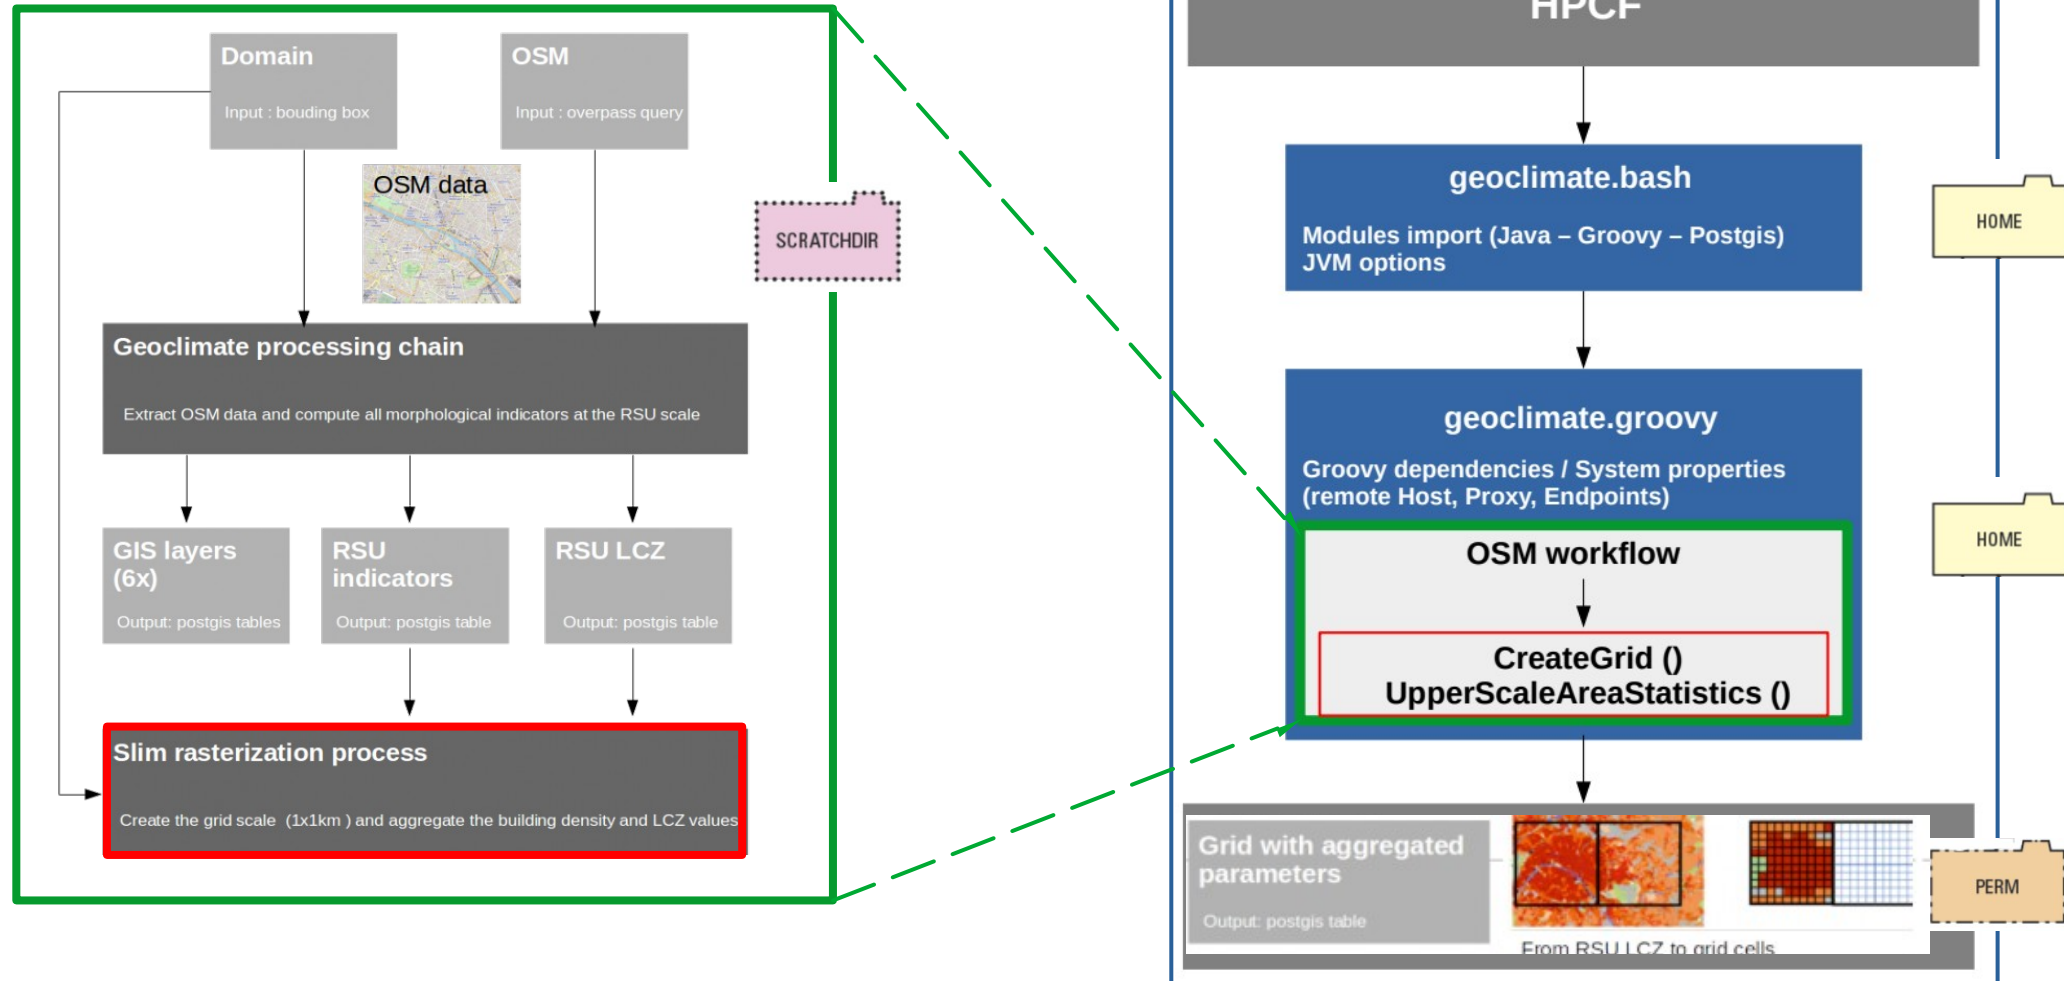 Domain
Input : bouding box
OSM
Input : overpass query
OSM data
SCRATCHDIR
Geoclimate processing chain
Extract OSM data and compute all morphological indicators at the RSU scale
GIS layers
(6x)
Output: postgis tables
RSU
indicators
Output: postgis table
RSU LCZ
Output: postgis table
Slim rasterization process
Create the grid scale (1x1km ) and aggregate the building density and LCZ values
HPCF
geoclimate.bash
Modules import (Java – Groovy – Postgis)
JVM options
HOME
geoclimate.groovy
Groovy dependencies / System properties
(remote Host, Proxy, Endpoints)
HOME
OSM workflow
CreateGrid ()
UpperScaleAreaStatistics ()
Grid with aggregated
parameters
Output: postgis table
From RSU LCZ to grid cells
PERM